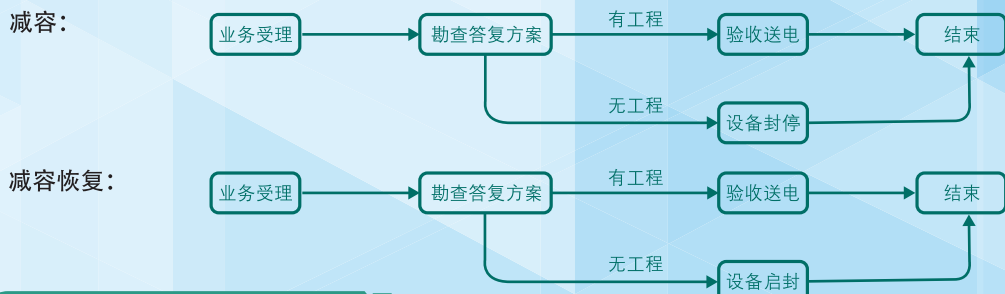 减容：
业务受理
勘查答复方案
有工程
验收送电
结束
无工程
设备封停
减容恢复：
业务受理
勘查答复方案
有工程
验收送电
结束
无工程
设备启封